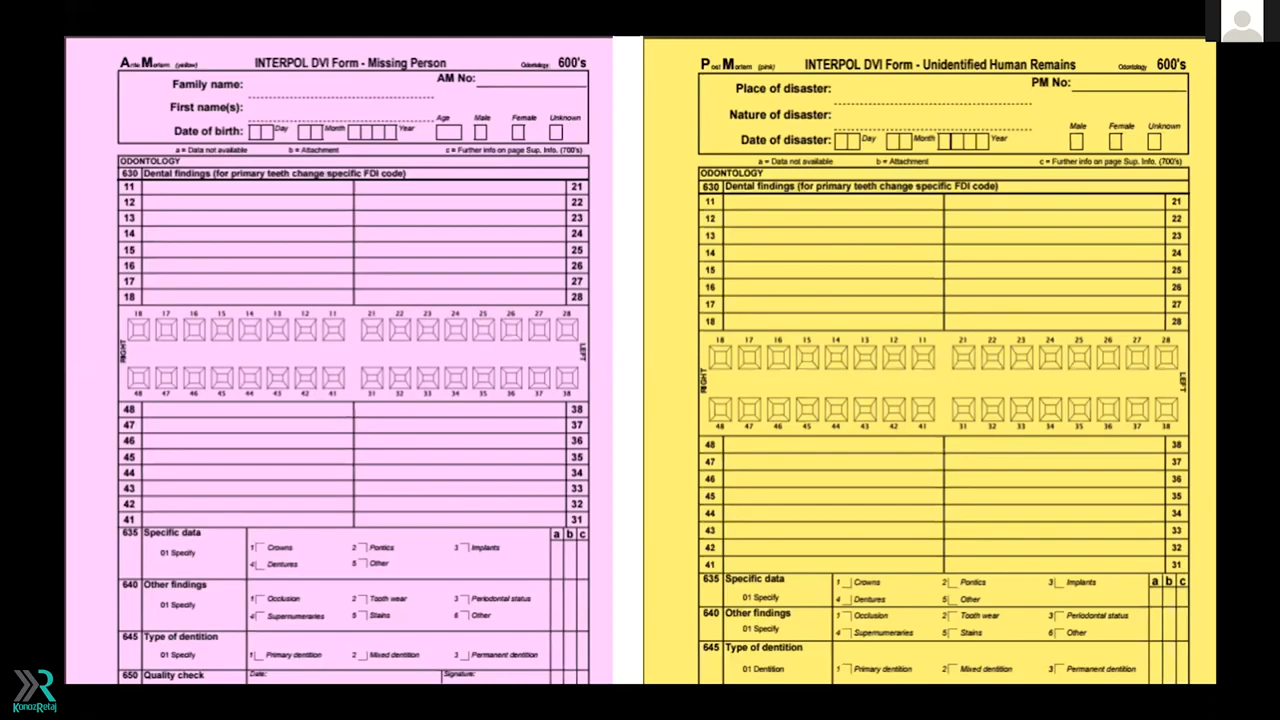 Ante Mortem (yellow) INTERPOL DVI Form - Missing Person Odontology 600's
AM No:
Family name:
First name(s):
Date of birth: Day Month Year Age Male Female Unknown
a = Data not available b = Attachment c = Further info on page Sup. Info. (700's)
ODONTOLOGY
630 Dental findings (for primary teeth change specific FDI code)
11 21
12 22
13 23
14 24
15 25
16 26
17 27
18 28
18 17 16 15 14 13 12 11 21 22 23 24 25 26 27 28
RIGHT LEFT
48 47 46 45 44 43 42 41 31 32 33 34 35 36 37 38
48 38
47 37
46 36
45 35
44 34
43 33
42 32
41 31
635 Specific data a b c
01 Specify 1 Crowns 2 Pontics 3 Implants
4 Dentures 5 Other
640 Other findings
01 Specify 1 Occlusion 2 Tooth wear 3 Periodontal status
4 Supernumeraries 5 Stains 6 Other
645 Type of dentition
01 Specify 1 Primary dentition 2 Mixed dentition 3 Permanent dentition
650 Quality check Date: Signature:
Post Mortem (pink) INTERPOL DVI Form - Unidentified Human Remains Odontology 600's
PM No:
Place of disaster:
Nature of disaster:
Date of disaster: Day Month Year Male Female Unknown
a = Data not available b = Attachment c = Further info on page Sup. Info. (700's)
ODONTOLOGY
630 Dental findings (for primary teeth change specific FDI code)
11 21
12 22
13 23
14 24
15 25
16 26
17 27
18 28
18 17 16 15 14 13 12 11 21 22 23 24 25 26 27 28
RIGHT LEFT
48 47 46 45 44 43 42 41 31 32 33 34 35 36 37 38
48 38
47 37
46 36
45 35
44 34
43 33
42 32
41 31
635 Specific data 1 Crowns 2 Pontics 3 Implants a b c
01 Specify 4 Dentures 5 Other
640 Other findings 1 Occlusion 2 Tooth wear 3 Periodontal status
01 Specify 4 Supernumeraries 5 Stains 6 Other
645 Type of dentition
01 Dentition 1 Primary dentition 2 Mixed dentition 3 Permanent dentition
KonozRetaj